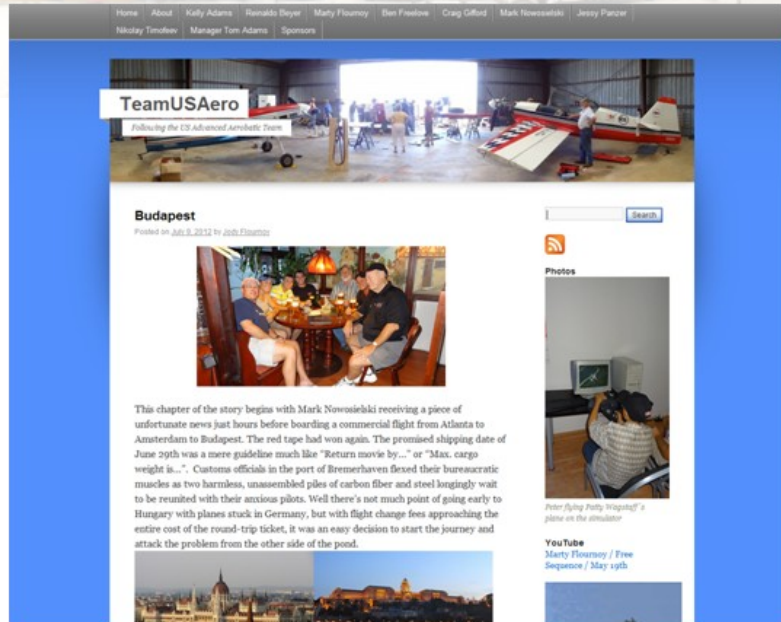 Home About Kelly Adams Reinaldo Beyer Marty Flournoy Ben Freelove Craig Gifford Mark Nowosielski Jessy Panzer
Nikolay Timofeev Manager Tom Adams Sponsors
TeamUSAero
Following the US Advanced Aerobatic Team
Budapest
Posted on July 9, 2012 by Jody Flournoy
Search
Photos
This chapter of the story begins with Mark Nowosielski receiving a piece of
unfortunate news just hours before boarding a commercial flight from Atlanta to
Amsterdam to Budapest. The red tape had won again. The promised shipping date of
June 29th was a mere guideline much like “Return movie by…” or “Max. cargo
weight is…”.  Customs officials in the port of Bremerhaven flexed their bureaucratic
muscles as two harmless, unassembled piles of carbon fiber and steel longingly wait
to be reunited with their anxious pilots. Well there’s not much point of going early to
Hungary with planes stuck in Germany, but with flight change fees approaching the
entire cost of the round-trip ticket, it was an easy decision to start the journey and
attack the problem from the other side of the pond.
Peter flying Patty Wagstaff´s
plane on the simulator
YouTube
Marty Flournoy / Free
Sequence / May 19th